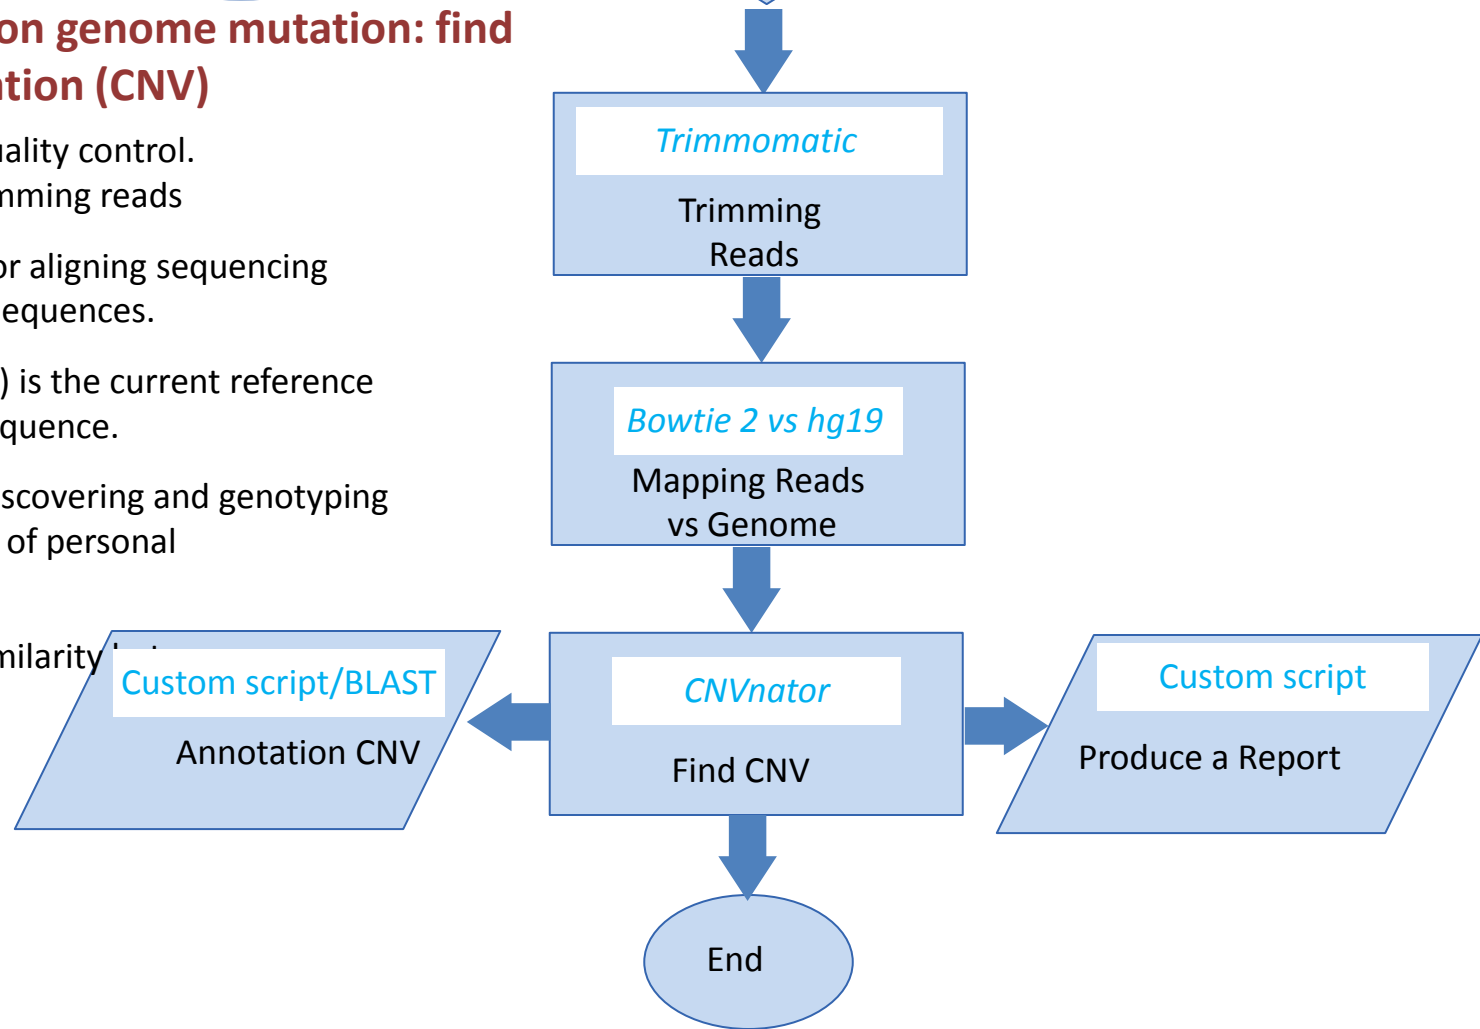 on genome mutation: find
ation (CNV)
uality control.
mming reads
or aligning sequencing
sequences.
) is the current reference
quence.
scovering and genotyping
of personal
milarity
Trimmomatic
Trimming
Reads
Bowtie 2 vs hg19
Mapping Reads
vs Genome
Custom script/BLAST
Annotation CNV
CNVnator
Find CNV
Custom script
Produce a Report
End